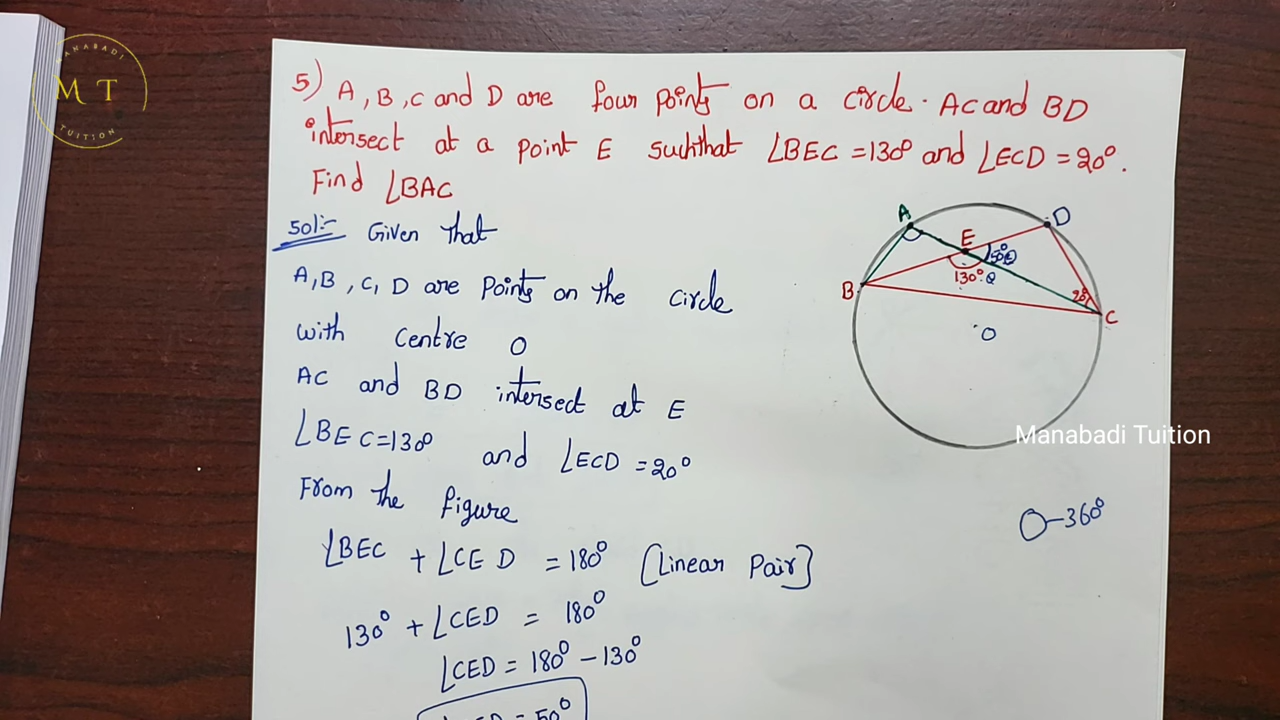 MANABADI
M T
TUITION
5) A, B, C and D are four points on a circle. AC and BD
intersect at a point E suchthat ∠BEC = 130° and ∠ECD = 20°.
Find ∠BAC
Sol:- Given that
A, B, C, D are points on the circle
with centre O
AC and BD intersect at E
∠BEC = 130° and ∠ECD = 20°
From the figure
∠BEC + ∠CED = 180° [Linear Pair]
130° + ∠CED = 180°
∠CED = 180° - 130°
∠CED = 50°
A
D
E
50°
130°
B
20°
C
O
Manabadi Tuition
O-360°